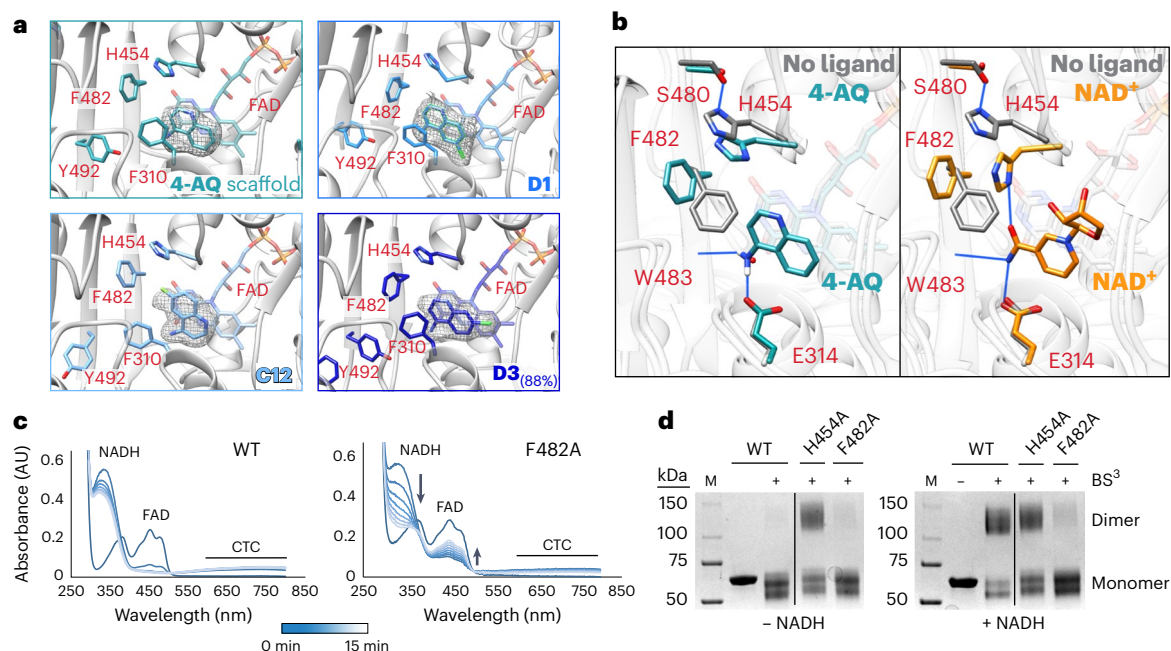 a
H454
F482
FAD
Y492
F310
4-AQ scaffold
H454
F482
FAD
Y492
F310
D1
H454
F482
FAD
F310
Y492
C12
H454
F482
FAD
F310
Y492
D3 (88%)
b
No ligand
4-AQ
S480
H454
F482
W483
4-AQ
E314
No ligand
NAD+
S480
H454
F482
W483
NAD+
E314
c
Absorbance (AU)
WT
NADH
FAD
CTC
0.6
0.4
0.2
0
250 350 450 550 650 750 850
Wavelength (nm)
F482A
NADH
FAD
CTC
0.6
0.4
0.2
0
250 350 450 550 650 750 850
Wavelength (nm)
0 min 15 min
d
WT H454A F482A
kDa M – + + +
150
100
75
50
– NADH
WT H454A F482A
M – + + + BS3
150
100
75
50
Dimer
Monomer
+ NADH